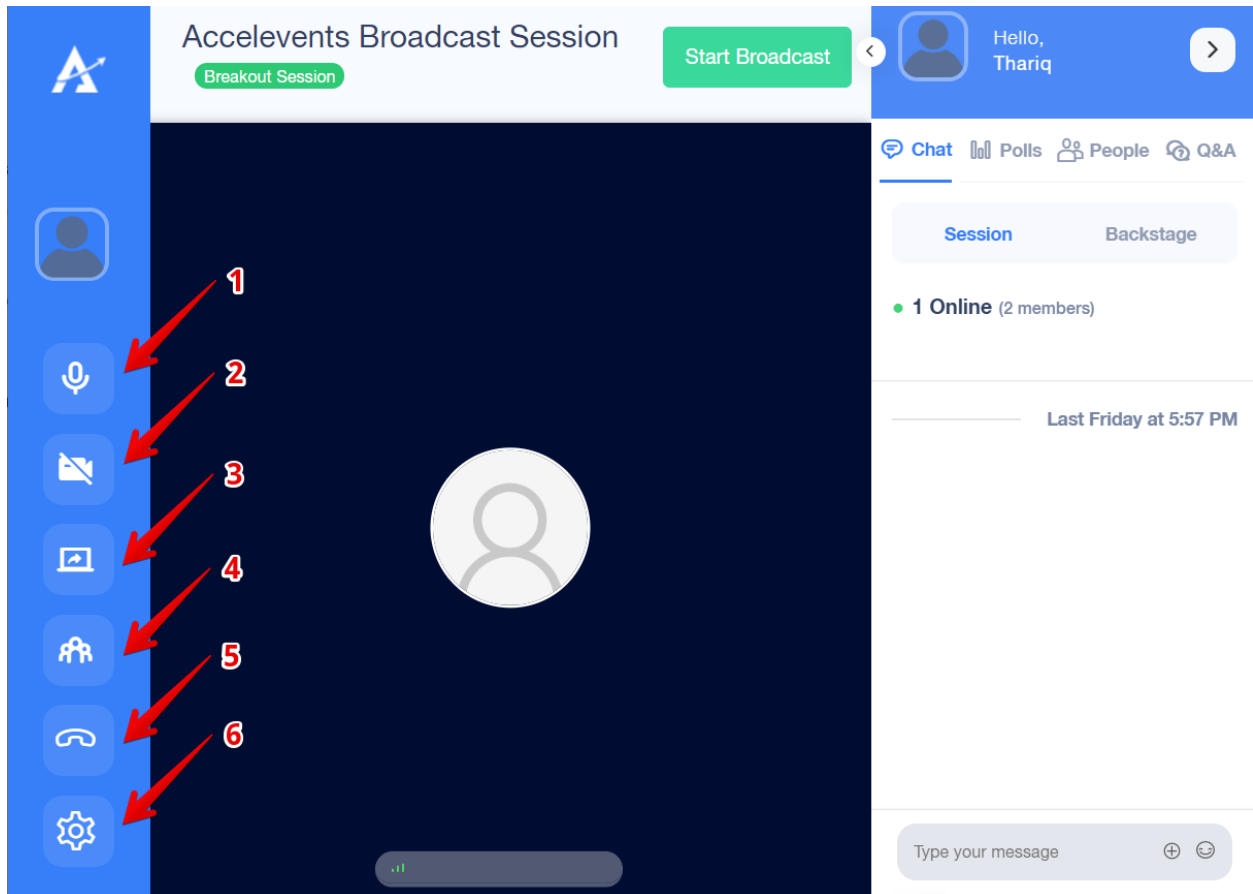 Accelevents Broadcast Session
Breakout Session
Start Broadcast
Hello,
Thariq
Chat Polls People Q&A
Session Backstage
1 Online (2 members)
Last Friday at 5:57 PM
1
2
3
4
5
6
Type your message